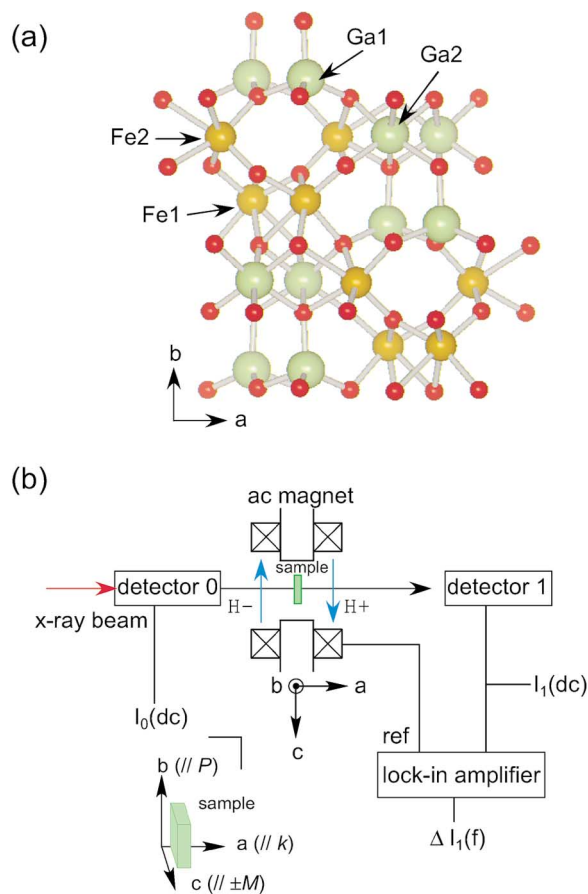 (a)
Ga1
Ga2
Fe2
Fe1
b
a
(b)
ac magnet
sample
detector 0
detector 1
x-ray beam
H-
H+
b
a
c
I₀(dc)
I₁(dc)
ref
lock-in amplifier
Δ I₁(f)
b (// P)
sample
a (// k)
c (// ±M)